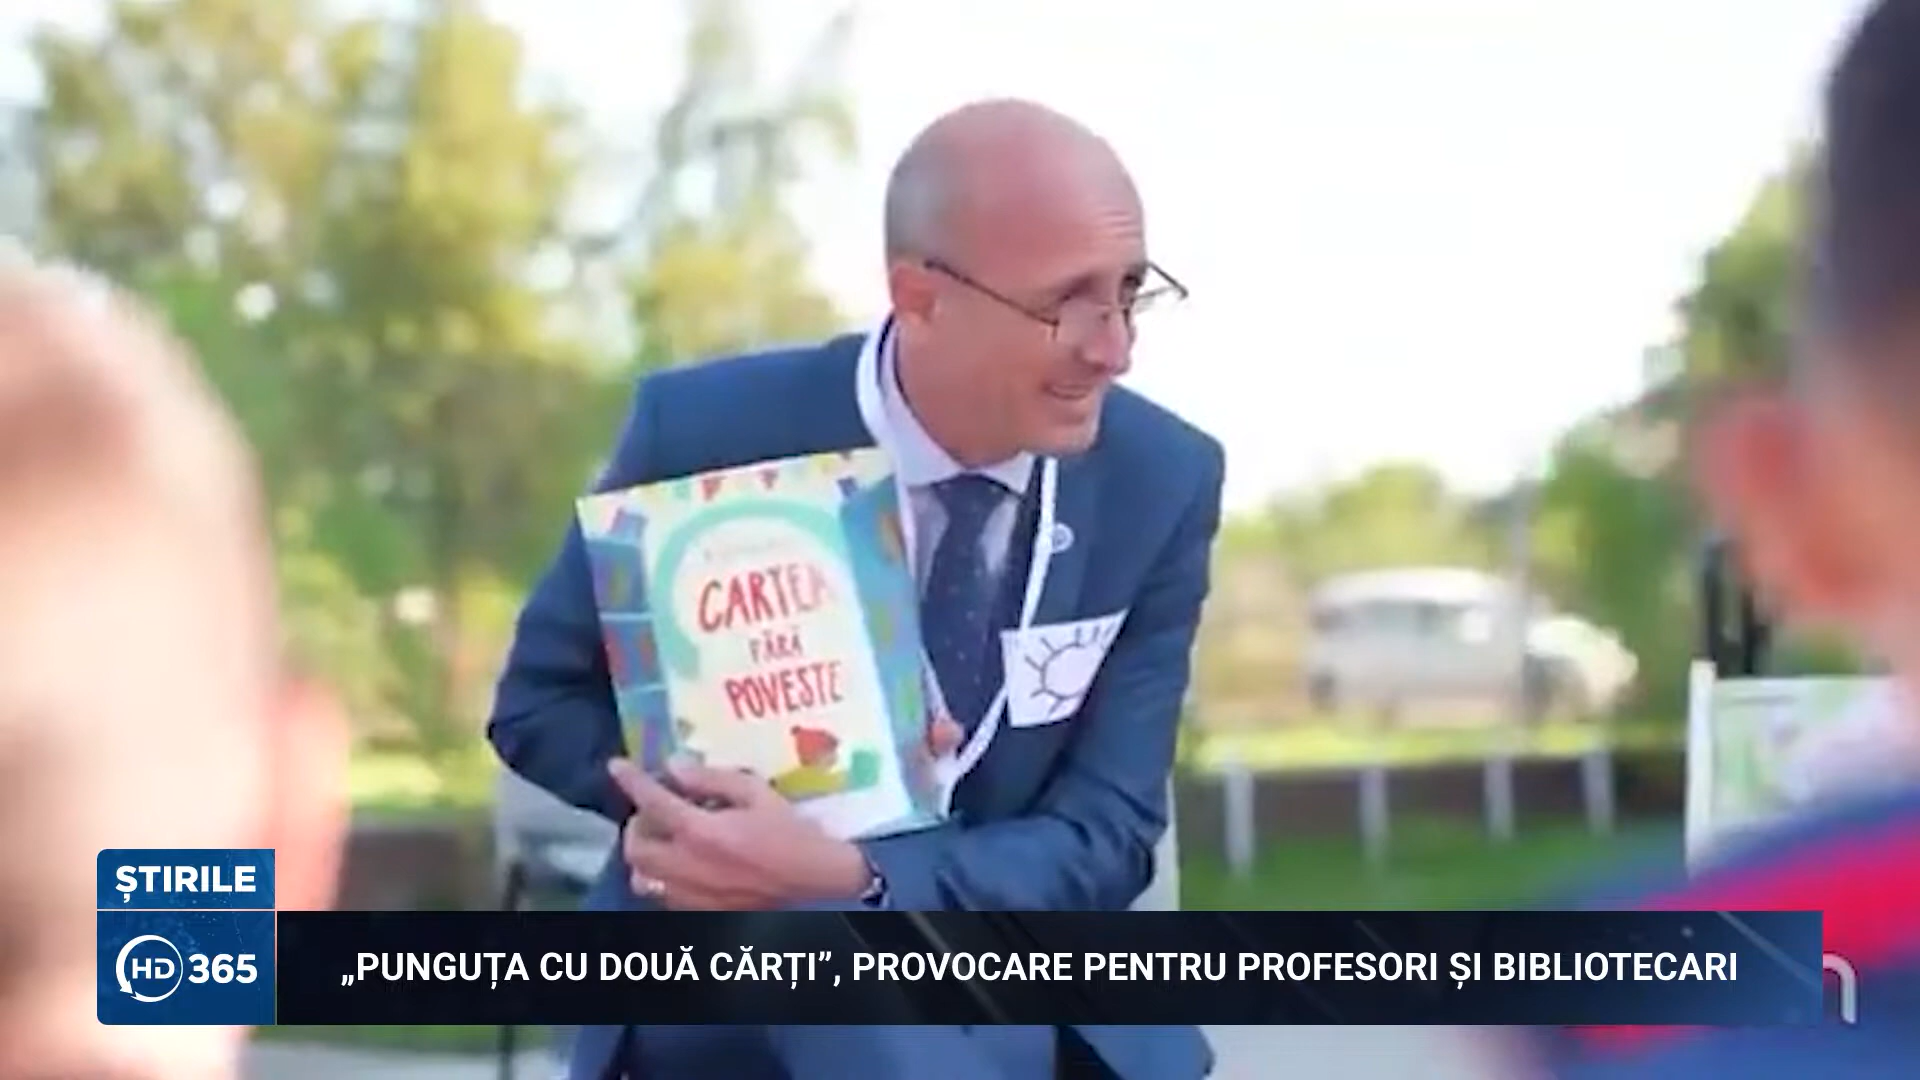 CARTEA
FĂRĂ
POVESTE
ȘTIRILE
HD 365
„PUNGUȚA CU DOUĂ CĂRȚI”, PROVOCARE PENTRU PROFESORI ȘI BIBLIOTECARI